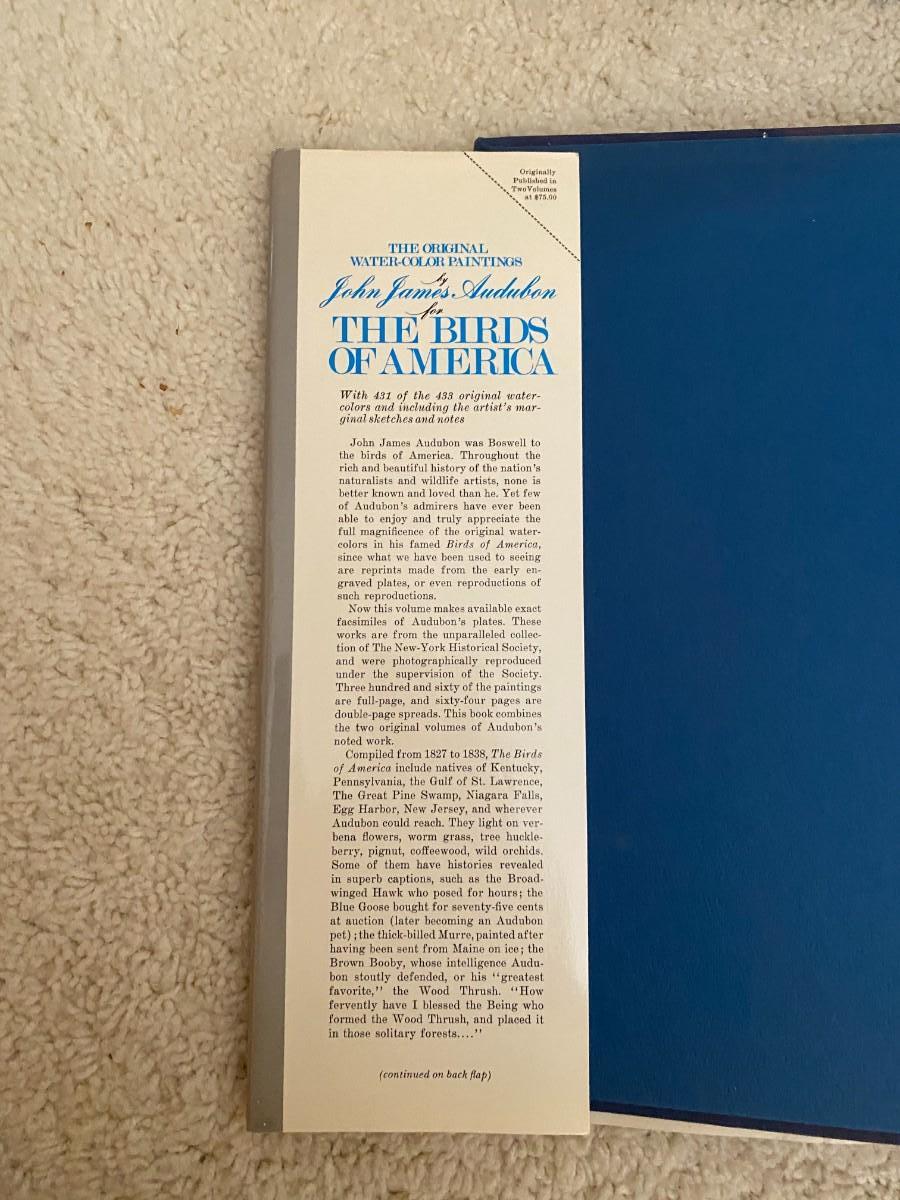 Originally
Published in
Two Volumes
at $75.00
THE ORIGINAL
WATER-COLOR PAINTINGS
by
John James Audubon
for
THE BIRDS
OF AMERICA
With 431 of the 433 original water-
colors and including the artist's mar-
ginal sketches and notes
John James Audubon was Boswell to
the birds of America. Throughout the
rich and beautiful history of the nation's
naturalists and wildlife artists, none is
better known and loved than he. Yet few
of Audubon's admirers have ever been
able to enjoy and truly appreciate the
full magnificence of the original water-
colors in his famed Birds of America,
since what we have been used to seeing
are reprints made from the early en-
graved plates, or even reproductions of
such reproductions.
Now this volume makes available exact
facsimiles of Audubon's plates. These
works are from the unparalleled collec-
tion of The New-York Historical Society,
and were photographically reproduced
under the supervision of the Society.
Three hundred and sixty of the paintings
are full-page, and sixty-four pages are
double-page spreads. This book combines
the two original volumes of Audubon's
noted work.
Compiled from 1827 to 1838, The Birds
of America include natives of Kentucky,
Pennsylvania, the Gulf of St. Lawrence,
The Great Pine Swamp, Niagara Falls,
Egg Harbor, New Jersey, and wherever
Audubon could reach. They light on ver-
bena flowers, worm grass, tree huckle-
berry, pignut, coffeewood, wild orchids.
Some of them have histories revealed
in superb captions, such as the Broad-
winged Hawk who posed for hours; the
Blue Goose bought for seventy-five cents
at auction (later becoming an Audubon
pet); the thick-billed Murre, painted after
having been sent from Maine on ice; the
Brown Booby, whose intelligence Audu-
bon stoutly defended, or his "greatest
favorite," the Wood Thrush. "How
fervently have I blessed the Being who
formed the Wood Thrush, and placed it
in those solitary forests...."
(continued on back flap)